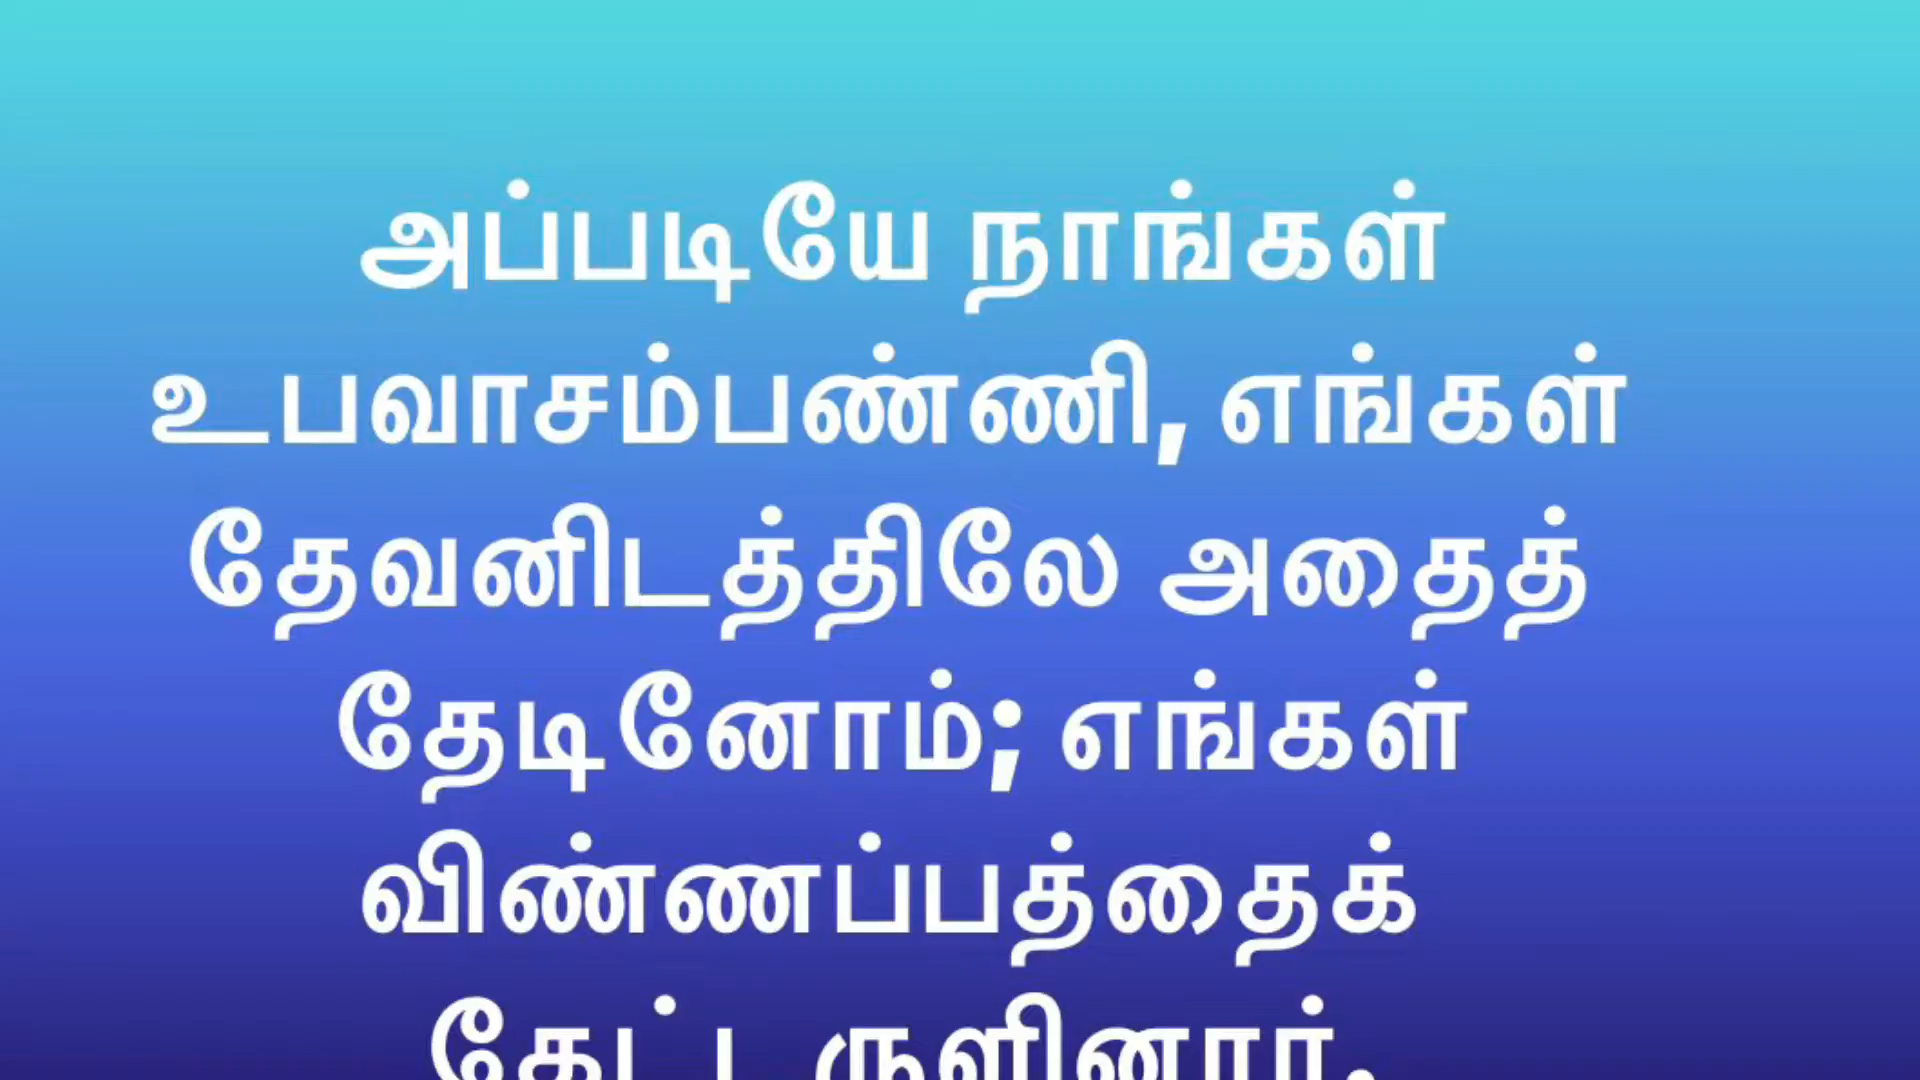 அப்படியே நாங்கள்
உபவாசம்பண்ணி, எங்கள்
தேவனிடத்திலே அதைத்
தேடினோம்; எங்கள்
விண்ணப்பத்தைக்
கேட்டருளினார்.